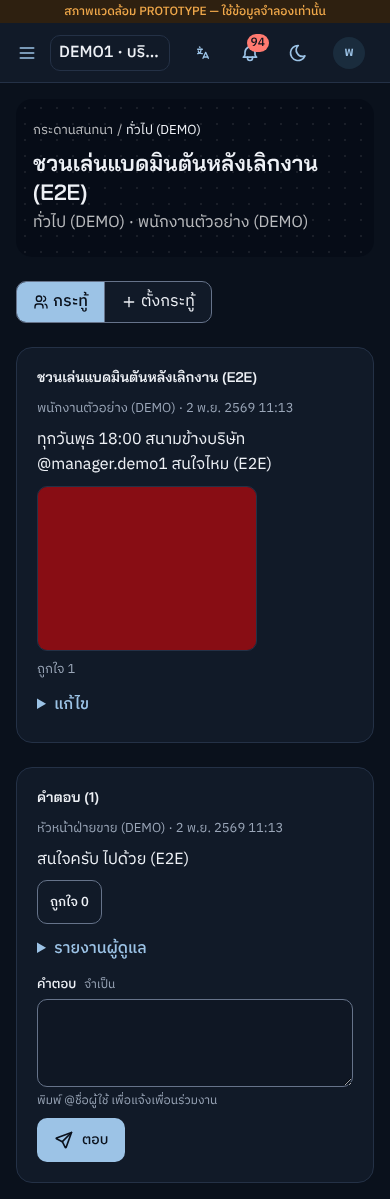 สภาพแวดล้อม PROTOTYPE — ใช้ข้อมูลจำลองเท่านั้น
DEMO1 · บริ...
94
พ
กระดานสนทนา / ทั่วไป (DEMO)
ชวนเล่นแบดมินตันหลังเลิกงาน
(E2E)
ทั่วไป (DEMO) · พนักงานตัวอย่าง (DEMO)
กระทู้
ตั้งกระทู้
ชวนเล่นแบดมินตันหลังเลิกงาน (E2E)
พนักงานตัวอย่าง (DEMO) · 2 พ.ย. 2569 11:13
ทุกวันพุธ 18:00 สนามข้างบริษัท
@manager.demo1 สนใจไหม (E2E)
ถูกใจ 1
แก้ไข
คำตอบ (1)
หัวหน้าฝ่ายขาย (DEMO) · 2 พ.ย. 2569 11:13
สนใจครับ ไปด้วย (E2E)
ถูกใจ 0
รายงานผู้ดูแล
คำตอบ จำเป็น
พิมพ์ @ชื่อผู้ใช้ เพื่อแจ้งเพื่อนร่วมงาน
ตอบ